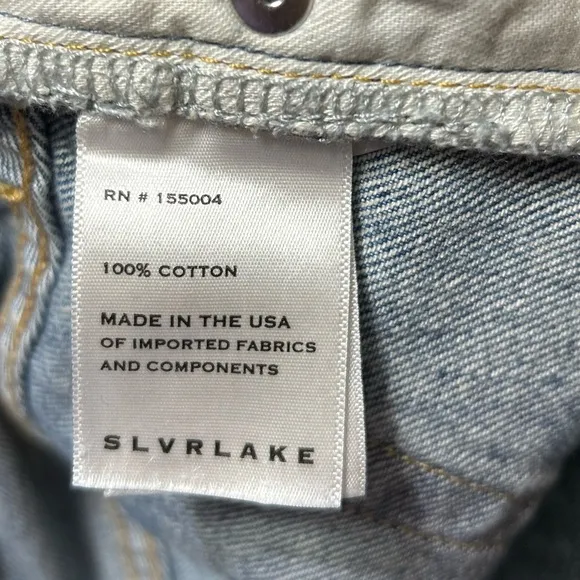 RN # 155004
100% COTTON
MADE IN THE USA
OF IMPORTED FABRICS
AND COMPONENTS
SLVRLAKE